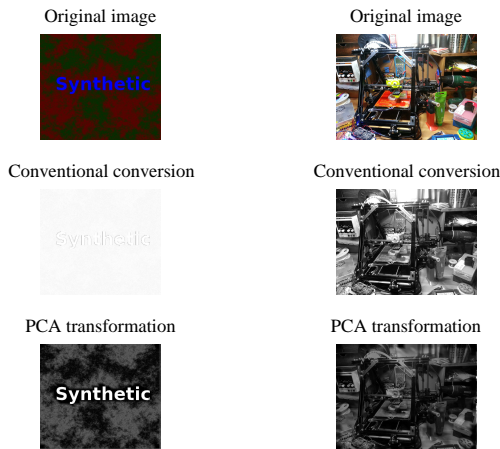 Original image
Original image
Synthetic
Conventional conversion
Conventional conversion
Synthetic
PCA transformation
PCA transformation
Synthetic